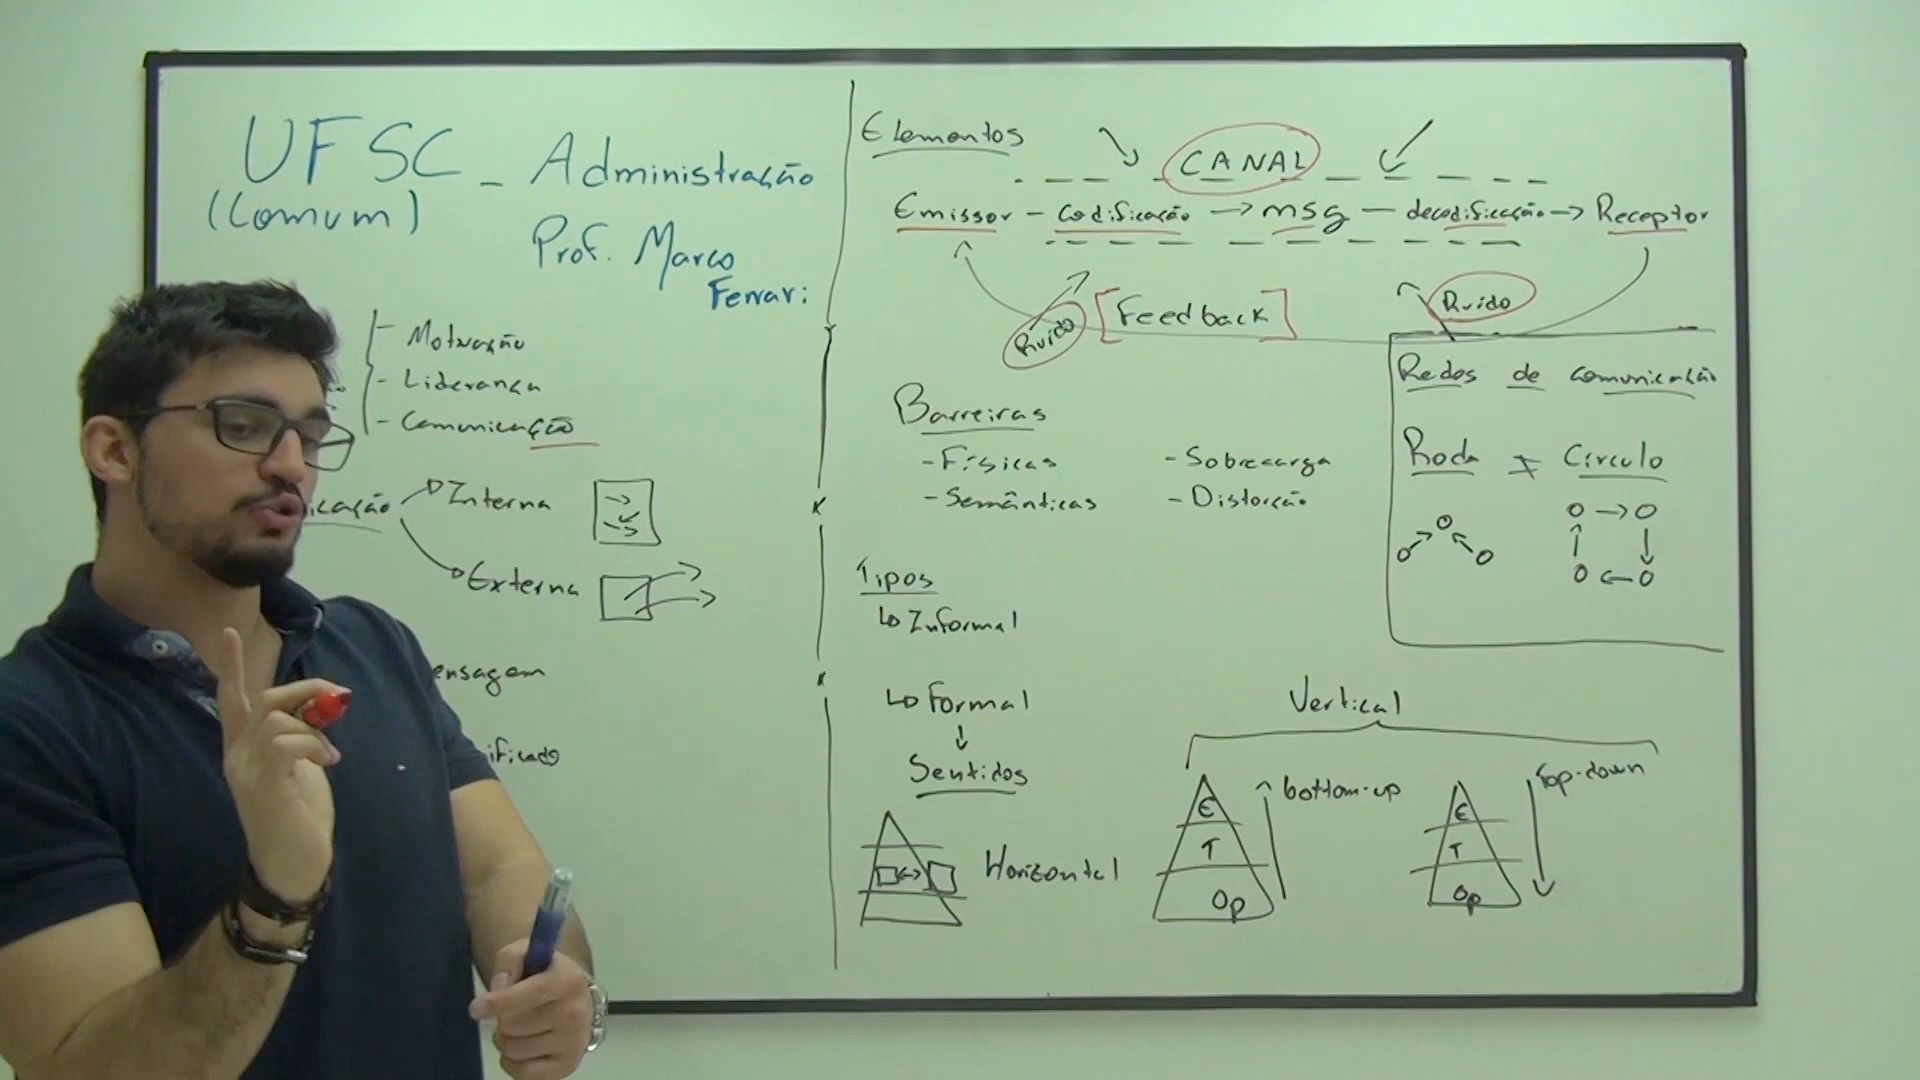 UFSC - Administração
(Comum)
Prof. Marco
Ferrari
- Motivação
- Liderança
- Comunicação
icação
Interna
Externa
ensagem
ificado
Elementos
CANAL
Emissor - Codificação → msg - decodificação → Receptor
Ruído
[Feedback]
Ruído
Barreiras
- Físicas
- Semânticas
- Sobrecarga
- Distorção
Redes de comunicação
Roda ≠ Círculo
Tipos
↳ Informal
↳ Formal
↓
Sentidos
Horizontal
Vertical
E
T
Op
bottom-up
E
T
Op
Top-down